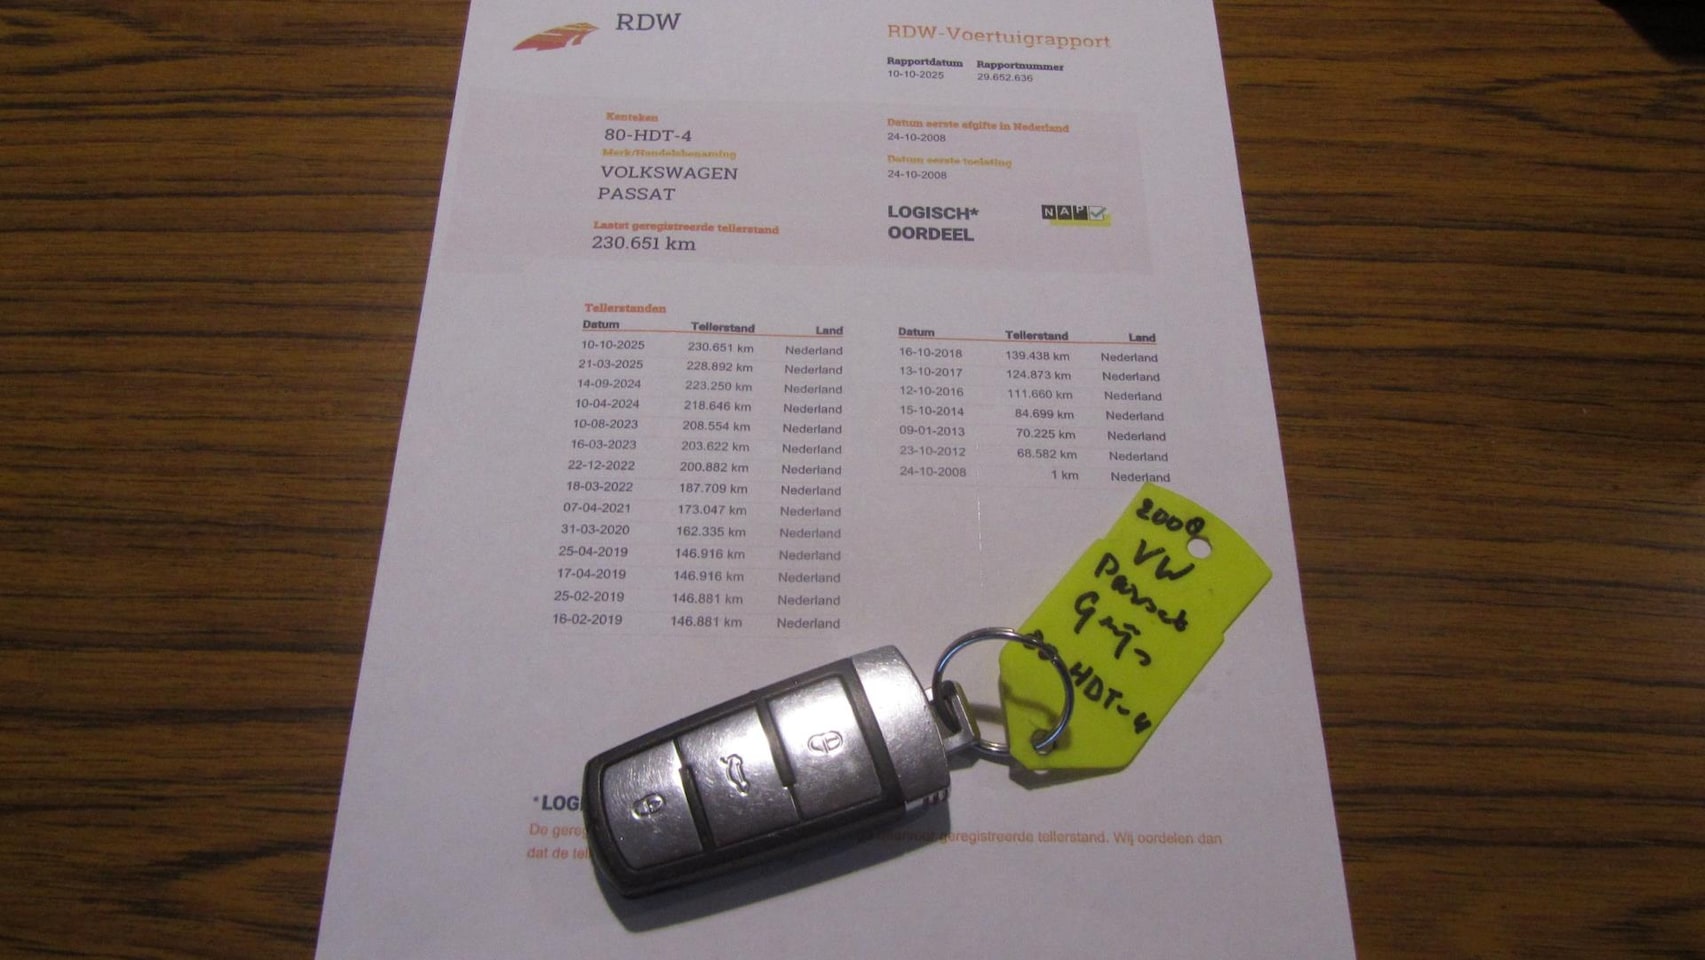 RDW
RDW-Voertuigrapport
Rapportdatum Rapportnummer
10-10-2025 29.652.636
Kenteken
80-HDT-4
Merk/Handelsbenaming
VOLKSWAGEN
PASSAT
Laatst geregistreerde tellerstand
230.651 km
Datum eerste afgifte in Nederland
24-10-2008
Datum eerste toelating
24-10-2008
LOGISCH*
OORDEEL
NAP
Tellerstanden
Datum Tellerstand Land
10-10-2025 230.651 km Nederland
21-03-2025 228.892 km Nederland
14-09-2024 223.250 km Nederland
10-04-2024 218.646 km Nederland
10-08-2023 208.554 km Nederland
16-03-2023 203.622 km Nederland
22-12-2022 200.882 km Nederland
18-03-2022 187.709 km Nederland
07-04-2021 173.047 km Nederland
31-03-2020 162.335 km Nederland
25-04-2019 146.916 km Nederland
17-04-2019 146.916 km Nederland
25-02-2019 146.881 km Nederland
16-02-2019 146.881 km Nederland
Datum Tellerstand Land
16-10-2018 139.438 km Nederland
13-10-2017 124.873 km Nederland
12-10-2016 111.660 km Nederland
15-10-2014 84.699 km Nederland
09-01-2013 70.225 km Nederland
23-10-2012 68.582 km Nederland
24-10-2008 1 km Nederland
2008
VW
Passat
Grijs
80 HDT-4
*LOG
De gereg geregistreerde tellerstand. Wij oordelen dan
dat de tel